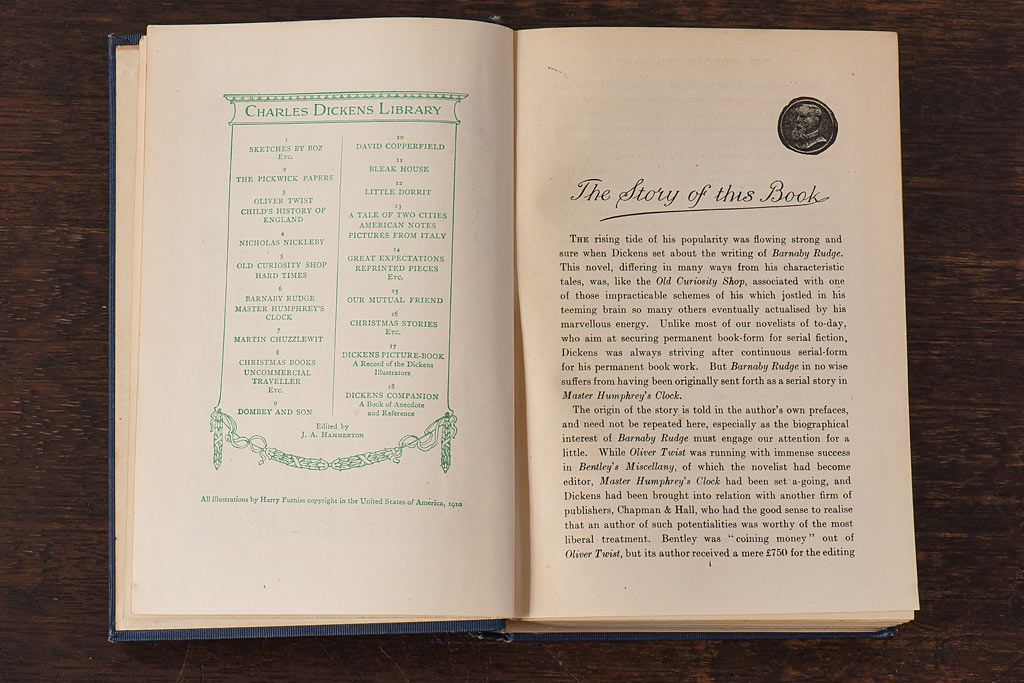 CHARLES DICKENS LIBRARY
1
SKETCHES BY BOZ
ETC.
2
THE PICKWICK PAPERS
3
OLIVER TWIST
CHILD'S HISTORY OF
ENGLAND
4
NICHOLAS NICKLEBY
5
OLD CURIOSITY SHOP
HARD TIMES
6
BARNABY RUDGE
MASTER HUMPHREY'S
CLOCK
7
MARTIN CHUZZLEWIT
8
CHRISTMAS BOOKS
UNCOMMERCIAL
TRAVELLER
ETC.
9
DOMBEY AND SON
10
DAVID COPPERFIELD
11
BLEAK HOUSE
12
LITTLE DORRIT
13
A TALE OF TWO CITIES
AMERICAN NOTES
PICTURES FROM ITALY
14
GREAT EXPECTATIONS
REPRINTED PIECES
ETC.
15
OUR MUTUAL FRIEND
16
CHRISTMAS STORIES
ETC.
17
DICKENS PICTURE-BOOK
A Record of the Dickens
Illustrators
18
DICKENS COMPANION
A Book of Anecdote
and Reference
Edited by
J. A. HAMMERTON
All illustrations by Harry Furniss copyright in the United States of America, 1910
The Story of this Book
THE rising tide of his popularity was flowing strong and
sure when Dickens set about the writing of Barnaby Rudge.
This novel, differing in many ways from his characteristic
tales, was, like the Old Curiosity Shop, associated with one
of those impracticable schemes of his which jostled in his
teeming brain so many others eventually actualised by his
marvellous energy. Unlike most of our novelists of to-day,
who aim at securing permanent book-form for serial fiction,
Dickens was always striving after continuous serial-form
for his permanent book work. But Barnaby Rudge in no wise
suffers from having been originally sent forth as a serial story in
Master Humphrey's Clock.
The origin of the story is told in the author's own prefaces,
and need not be repeated here, especially as the biographical
interest of Barnaby Rudge must engage our attention for a
little. While Oliver Twist was running with immense success
in Bentley's Miscellany, of which the novelist had become
editor, Master Humphrey's Clock had been set a-going, and
Dickens had been brought into relation with another firm of
publishers, Chapman & Hall, who had the good sense to realise
that an author of such potentialities was worthy of the most
liberal treatment. Bentley was "coining money" out of
Oliver Twist, but its author received a mere £750 for the editing
i